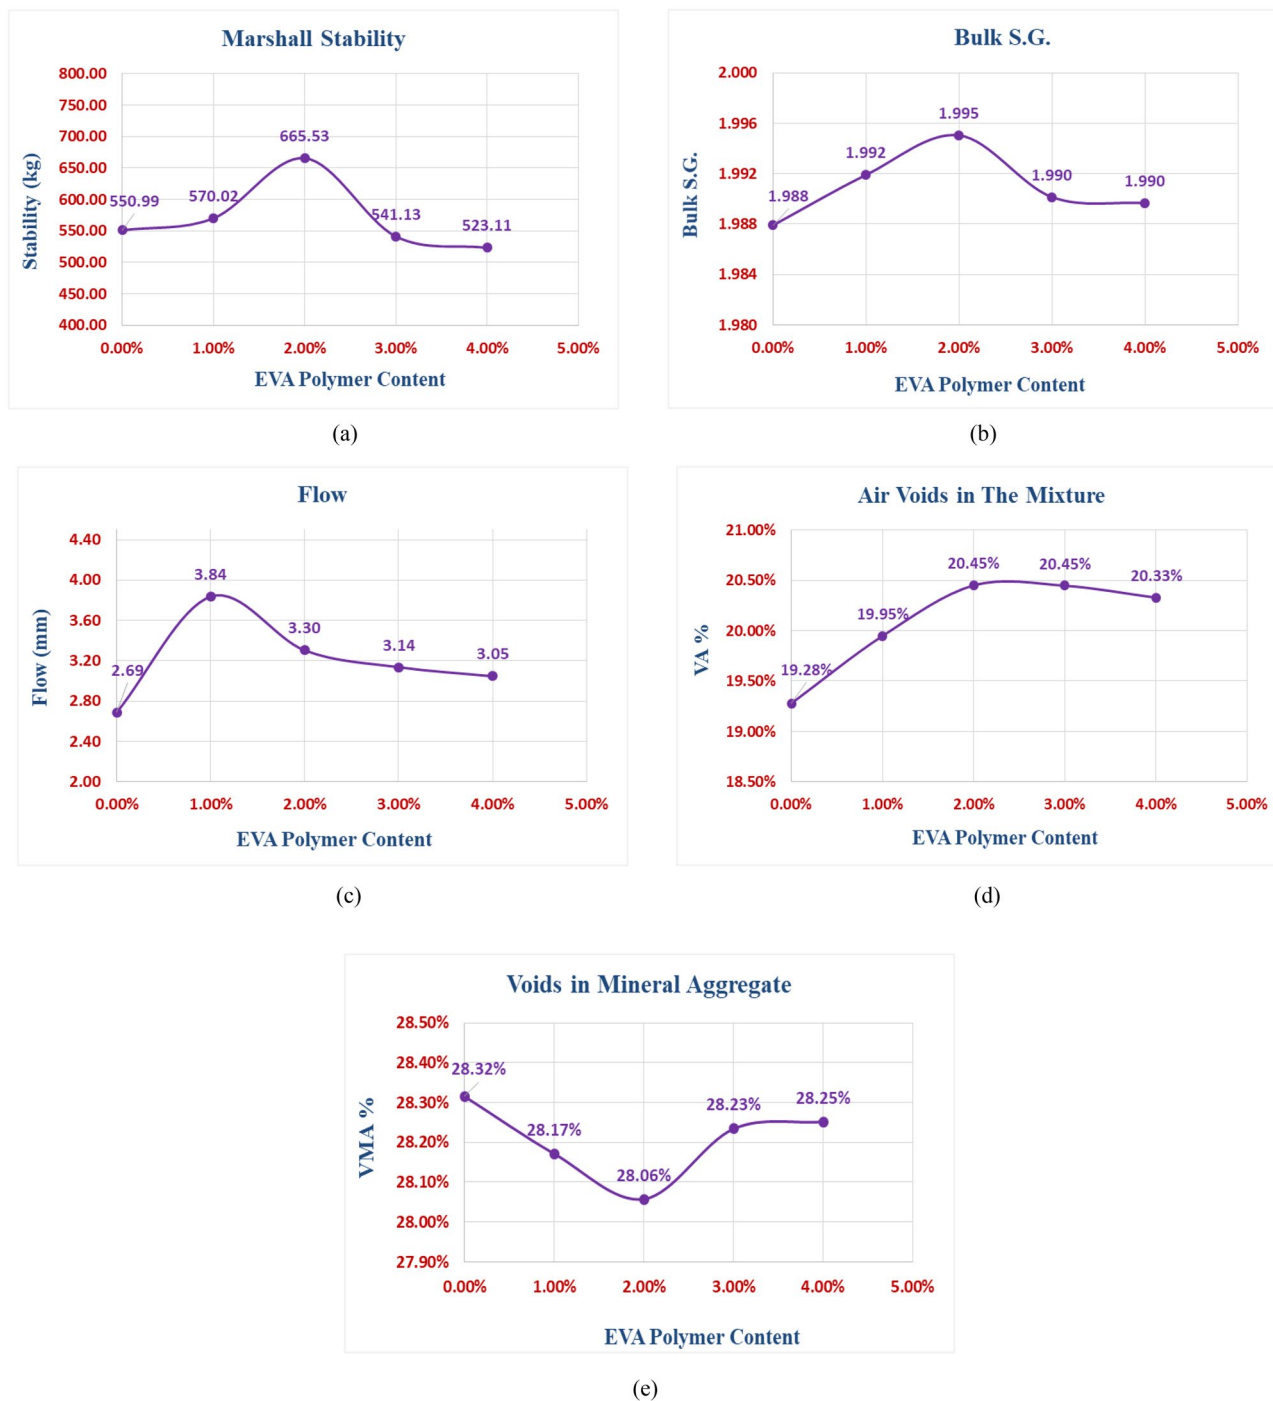 Marshall Stability
800.00
750.00
700.00
650.00
600.00
550.00
500.00
450.00
400.00
Stability (kg)
550.99
570.02
665.53
541.13
523.11
0.00% 1.00% 2.00% 3.00% 4.00% 5.00%
EVA Polymer Content
(a)
Bulk S.G.
2.000
1.996
1.992
1.988
1.984
1.980
Bulk S.G.
1.988
1.992
1.995
1.990
1.990
0.00% 1.00% 2.00% 3.00% 4.00% 5.00%
EVA Polymer Content
(b)
Flow
4.40
4.00
3.60
3.20
2.80
2.40
2.00
Flow (mm)
2.69
3.84
3.30
3.14
3.05
0.00% 1.00% 2.00% 3.00% 4.00% 5.00%
EVA Polymer Content
(c)
Air Voids in The Mixture
21.00%
20.50%
20.00%
19.50%
19.00%
18.50%
VA %
19.28%
19.95%
20.45%
20.45%
20.33%
0.00% 1.00% 2.00% 3.00% 4.00% 5.00%
EVA Polymer Content
(d)
Voids in Mineral Aggregate
28.50%
28.40%
28.30%
28.20%
28.10%
28.00%
27.90%
VMA %
28.32%
28.17%
28.06%
28.23%
28.25%
0.00% 1.00% 2.00% 3.00% 4.00% 5.00%
EVA Polymer Content
(e)